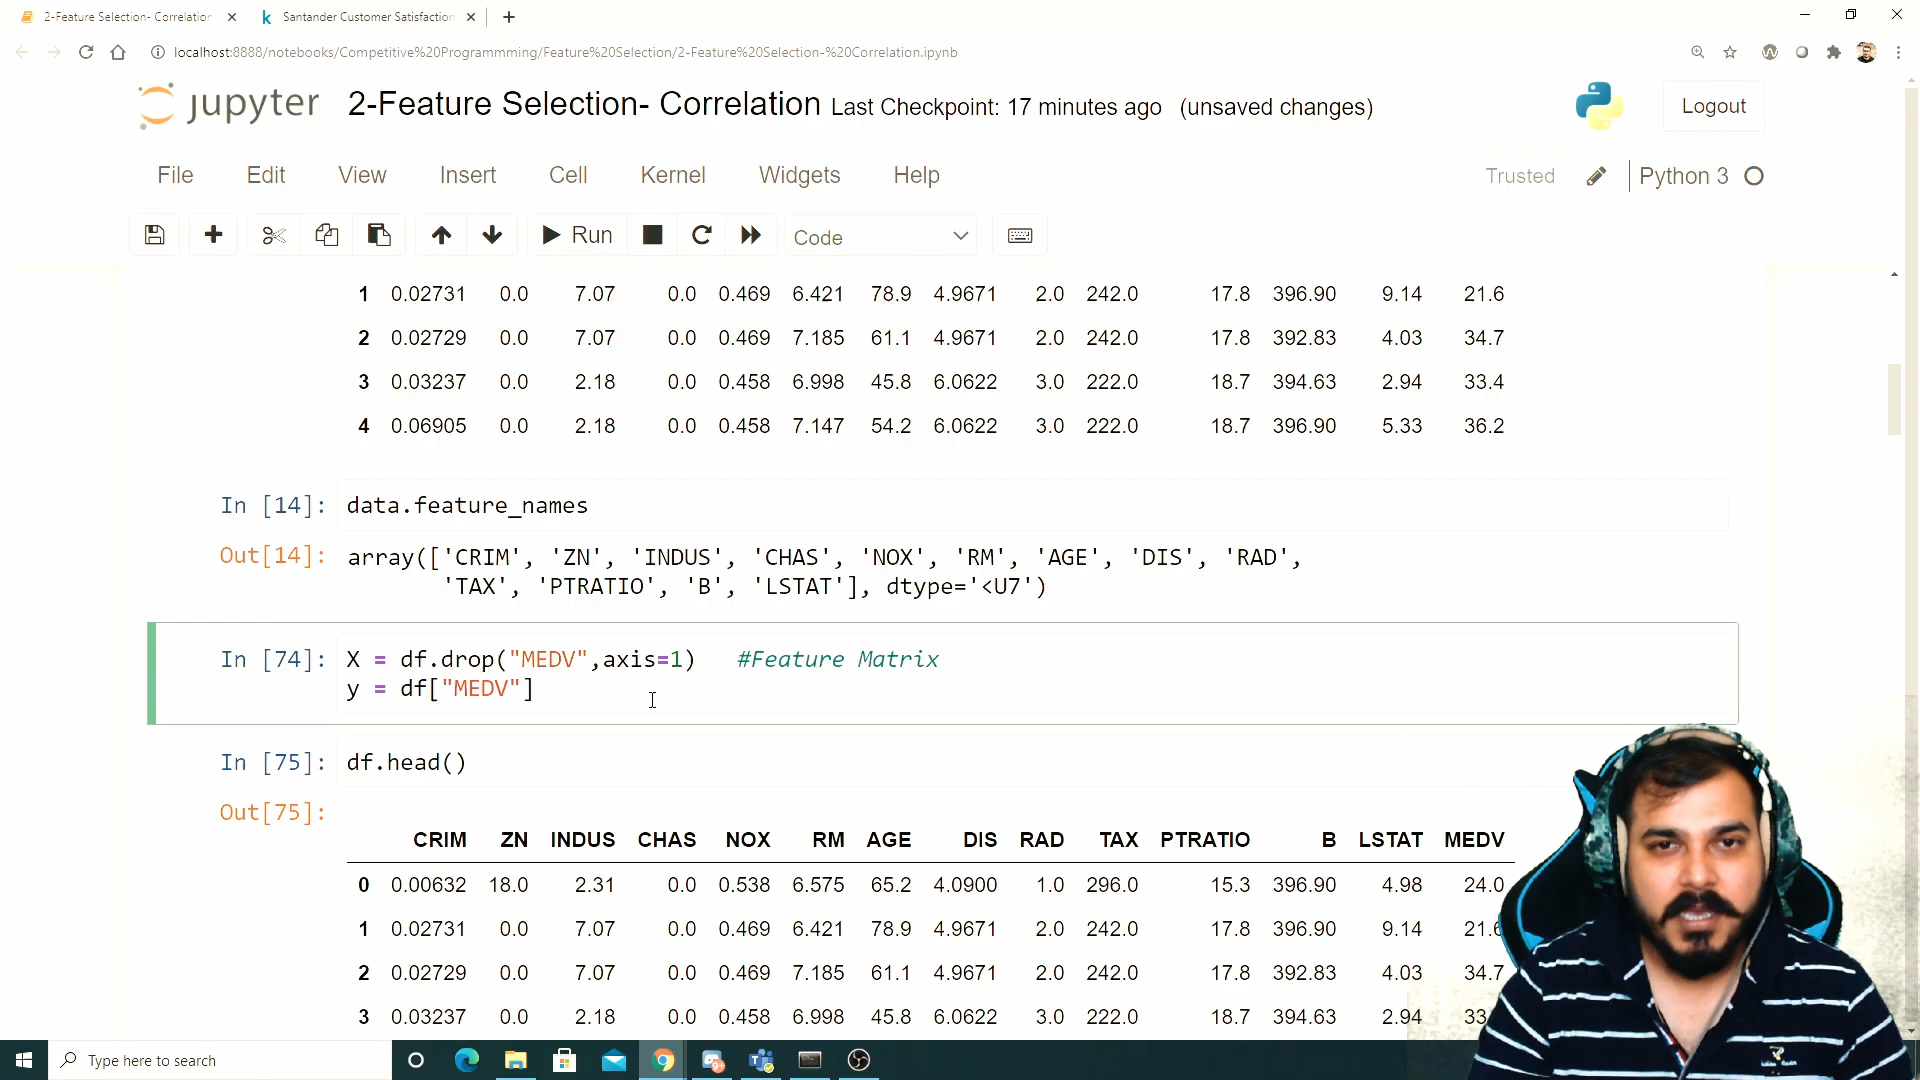 2-Feature Selection- Correlation
Santander Customer Satisfaction
localhost:8888/notebooks/Competitive%20Programmming/Feature%20Selection/2-Feature%20Selection-%20Correlation.ipynb
jupyter 2-Feature Selection- Correlation Last Checkpoint: 17 minutes ago (unsaved changes)
Logout
File Edit View Insert Cell Kernel Widgets Help
Trusted Python 3
Run Code
1 0.02731 0.0 7.07 0.0 0.469 6.421 78.9 4.9671 2.0 242.0 17.8 396.90 9.14 21.6
2 0.02729 0.0 7.07 0.0 0.469 7.185 61.1 4.9671 2.0 242.0 17.8 392.83 4.03 34.7
3 0.03237 0.0 2.18 0.0 0.458 6.998 45.8 6.0622 3.0 222.0 18.7 394.63 2.94 33.4
4 0.06905 0.0 2.18 0.0 0.458 7.147 54.2 6.0622 3.0 222.0 18.7 396.90 5.33 36.2
In [14]: data.feature_names
Out[14]: array(['CRIM', 'ZN', 'INDUS', 'CHAS', 'NOX', 'RM', 'AGE', 'DIS', 'RAD',
'TAX', 'PTRATIO', 'B', 'LSTAT'], dtype='<U7')
In [74]: X = df.drop("MEDV",axis=1) #Feature Matrix
y = df["MEDV"]
In [75]: df.head()
Out[75]:
CRIM ZN INDUS CHAS NOX RM AGE DIS RAD TAX PTRATIO B LSTAT MEDV
0 0.00632 18.0 2.31 0.0 0.538 6.575 65.2 4.0900 1.0 296.0 15.3 396.90 4.98 24.0
1 0.02731 0.0 7.07 0.0 0.469 6.421 78.9 4.9671 2.0 242.0 17.8 396.90 9.14 21.6
2 0.02729 0.0 7.07 0.0 0.469 7.185 61.1 4.9671 2.0 242.0 17.8 392.83 4.03 34.7
3 0.03237 0.0 2.18 0.0 0.458 6.998 45.8 6.0622 3.0 222.0 18.7 394.63 2.94 33
Type here to search